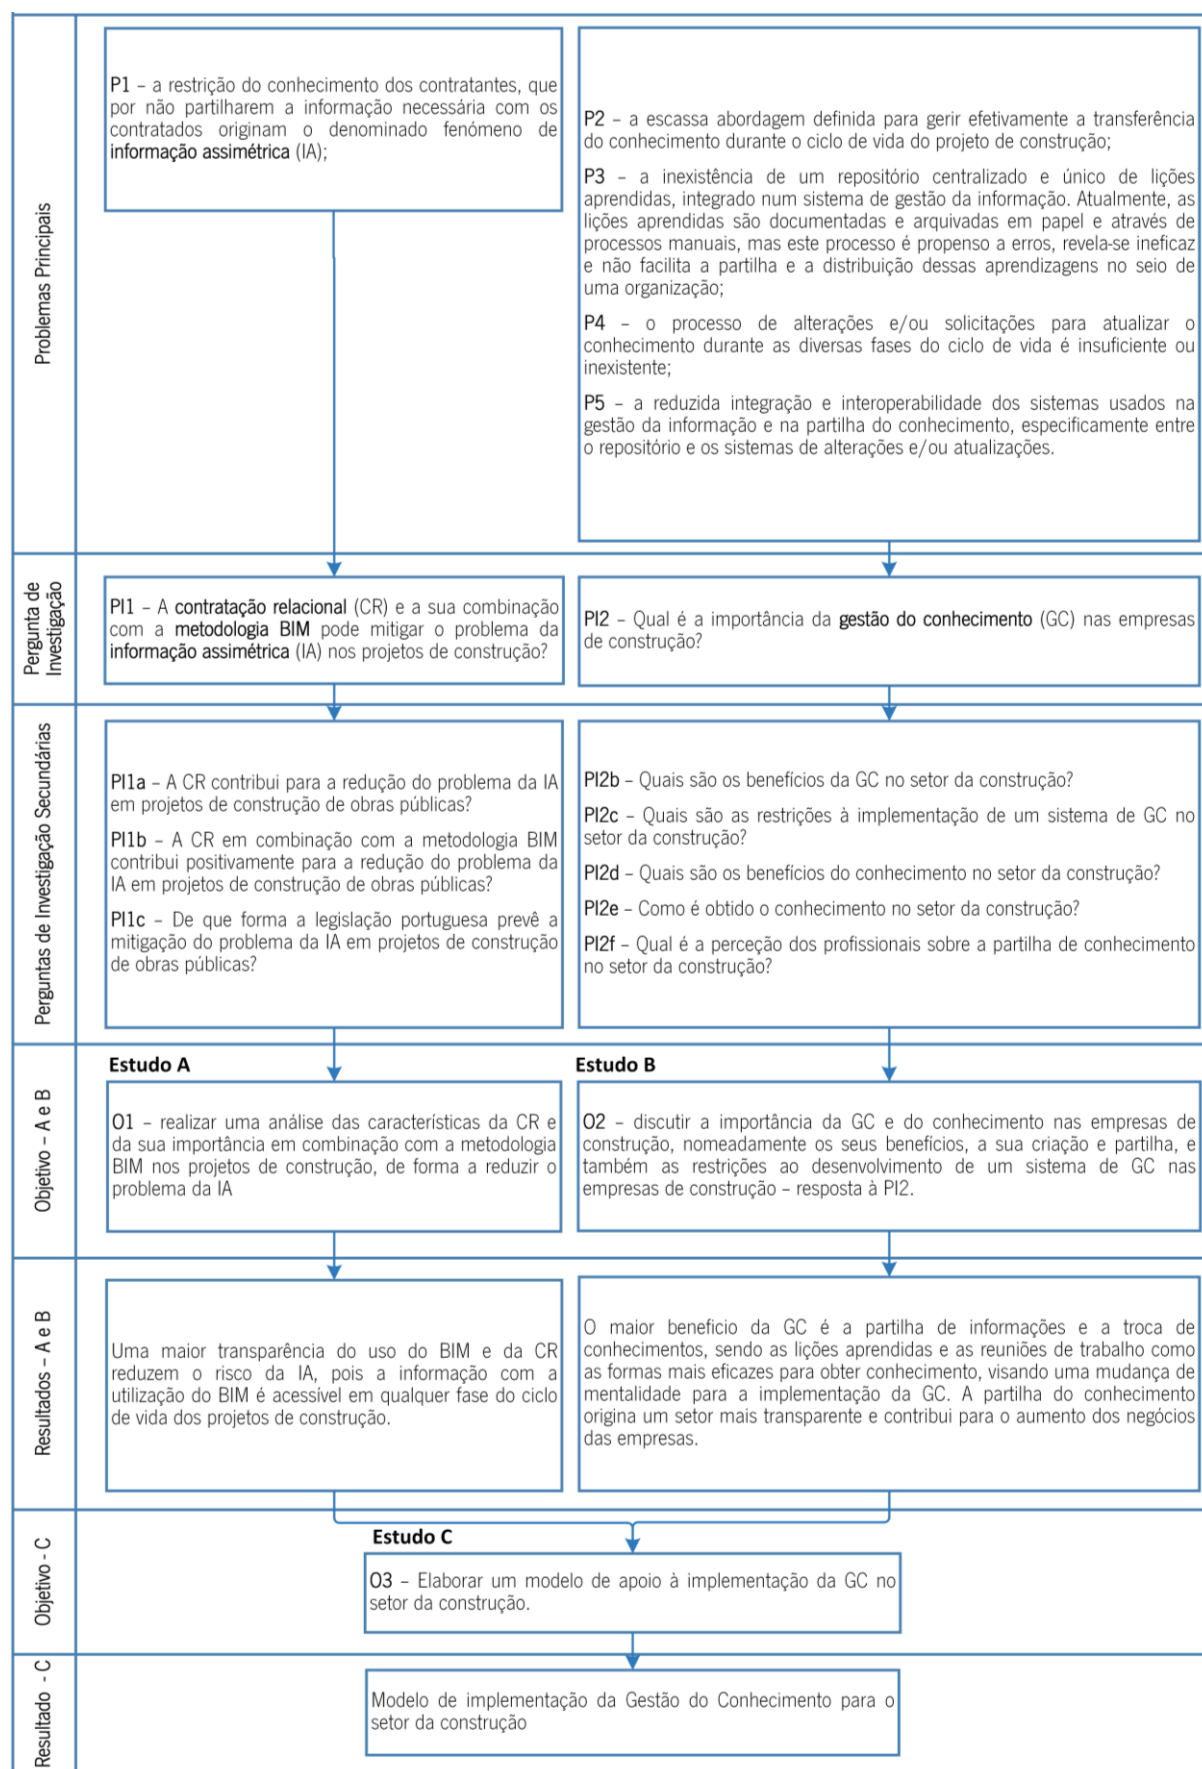 Problemas Principais
P1 – a restrição do conhecimento dos contratantes, que
por não partilharem a informação necessária com os
contratados originam o denominado fenómeno de
informação assimétrica (IA);
P2 – a escassa abordagem definida para gerir efetivamente a transferência
do conhecimento durante o ciclo de vida do projeto de construção;
P3 – a inexistência de um repositório centralizado e único de lições
aprendidas, integrado num sistema de gestão da informação. Atualmente, as
lições aprendidas são documentadas e arquivadas em papel e através de
processos manuais, mas este processo é propenso a erros, revela-se ineficaz
e não facilita a partilha e a distribuição dessas aprendizagens no seio de
uma organização;
P4 – o processo de alterações e/ou solicitações para atualizar o
conhecimento durante as diversas fases do ciclo de vida é insuficiente ou
inexistente;
P5 – a reduzida integração e interoperabilidade dos sistemas usados na
gestão da informação e na partilha do conhecimento, especificamente entre
o repositório e os sistemas de alterações e/ou atualizações.
Pergunta de
Investigação
PI1 – A contratação relacional (CR) e a sua combinação
com a metodologia BIM pode mitigar o problema da
informação assimétrica (IA) nos projetos de construção?
PI2 – Qual é a importância da gestão do conhecimento (GC) nas empresas
de construção?
Perguntas de Investigação Secundárias
PI1a – A CR contribui para a redução do problema da IA
em projetos de construção de obras públicas?
PI1b – A CR em combinação com a metodologia BIM
contribui positivamente para a redução do problema da
IA em projetos de construção de obras públicas?
PI1c – De que forma a legislação portuguesa prevê a
mitigação do problema da IA em projetos de construção
de obras públicas?
PI2b – Quais são os benefícios da GC no setor da construção?
PI2c – Quais são as restrições à implementação de um sistema de GC no
setor da construção?
PI2d – Quais são os benefícios do conhecimento no setor da construção?
PI2e – Como é obtido o conhecimento no setor da construção?
PI2f – Qual é a perceção dos profissionais sobre a partilha de conhecimento
no setor da construção?
Objetivo – A e B
Estudo A
O1 – realizar uma análise das características da CR e
da sua importância em combinação com a metodologia
BIM nos projetos de construção, de forma a reduzir o
problema da IA
Estudo B
O2 – discutir a importância da GC e do conhecimento nas empresas de
construção, nomeadamente os seus benefícios, a sua criação e partilha, e
também as restrições ao desenvolvimento de um sistema de GC nas
empresas de construção – resposta à PI2.
Resultados – A e B
Uma maior transparência do uso do BIM e da CR
reduzem o risco da IA, pois a informação com a
utilização do BIM é acessível em qualquer fase do ciclo
de vida dos projetos de construção.
O maior beneficio da GC é a partilha de informações e a troca de
conhecimentos, sendo as lições aprendidas e as reuniões de trabalho como
as formas mais eficazes para obter conhecimento, visando uma mudança de
mentalidade para a implementação da GC. A partilha do conhecimento
origina um setor mais transparente e contribui para o aumento dos negócios
das empresas.
Objetivo - C
Estudo C
O3 – Elaborar um modelo de apoio à implementação da GC no
setor da construção.
Resultado - C
Modelo de implementação da Gestão do Conhecimento para o
setor da construção